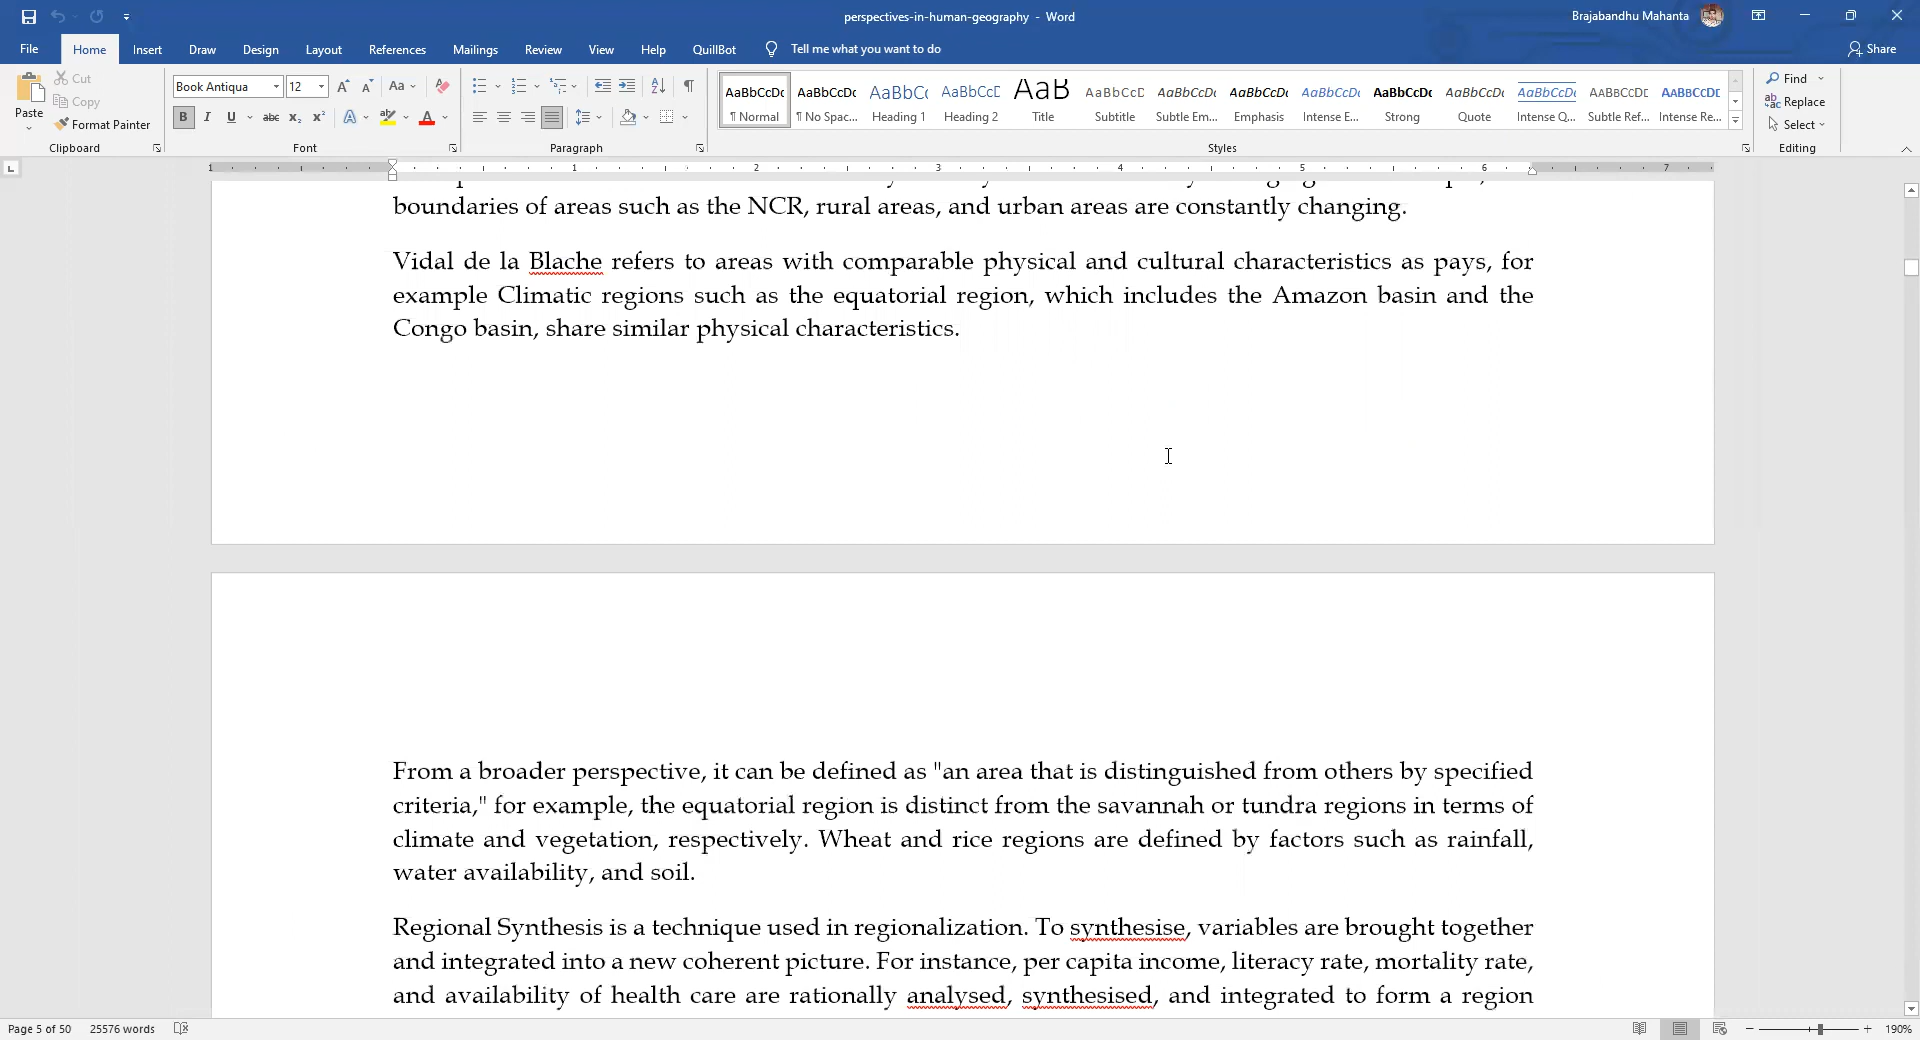 perspectives-in-human-geography - Word
Brajabandhu Mahanta
File Home Insert Draw Design Layout References Mailings Review View Help QuillBot Tell me what you want to do Share
Paste
Cut
Copy
Format Painter
Clipboard
Book Antiqua 12
Font
Paragraph
AaBbCcDc AaBbCcDc AaBbC AaBbCcD AaB AaBbCcD AaBbCcDc AaBbCcDc AaBbCcDc AaBbCcDc AaBbCcDc AaBbCcDc AaBbCcDc AaBbCcDc
¶ Normal ¶ No Spac... Heading 1 Heading 2 Title Subtitle Subtle Em... Emphasis Intense E... Strong Quote Intense Q... Subtle Ref... Intense Re...
Styles
Find
Replace
Select
Editing
1 1 2 3 4 5 6 7
boundaries of areas such as the NCR, rural areas, and urban areas are constantly changing.
Vidal de la Blache refers to areas with comparable physical and cultural characteristics as pays, for
example Climatic regions such as the equatorial region, which includes the Amazon basin and the
Congo basin, share similar physical characteristics.
From a broader perspective, it can be defined as "an area that is distinguished from others by specified
criteria," for example, the equatorial region is distinct from the savannah or tundra regions in terms of
climate and vegetation, respectively. Wheat and rice regions are defined by factors such as rainfall,
water availability, and soil.
Regional Synthesis is a technique used in regionalization. To synthesise, variables are brought together
and integrated into a new coherent picture. For instance, per capita income, literacy rate, mortality rate,
and availability of health care are rationally analysed, synthesised, and integrated to form a region
Page 5 of 50 25576 words 190%